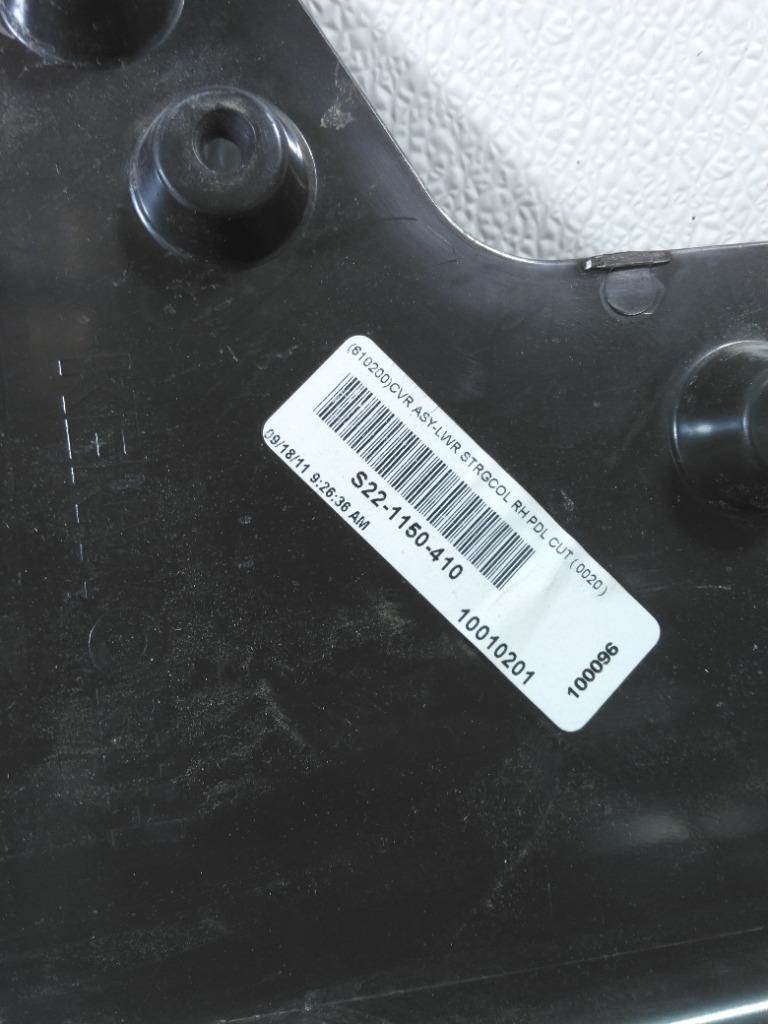 (610200)CVR ASY-LWR STRGCOL RH PDL CUT (0020)
S22-1150-410
09/18/11 9:26:36 AM
10010201
100096